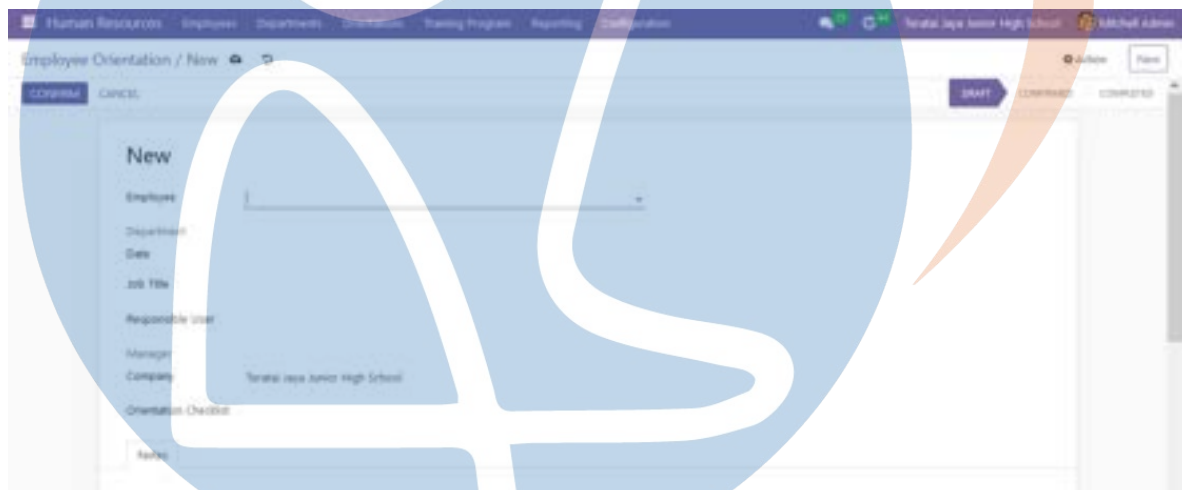 Human Resources Employees Departments Orientations Training Program Reporting Configuration Teratai Jaya Junior High School Mitchell Admin
Employee Orientation / New Action New
CONFIRM CANCEL DRAFT CONFIRMED COMPLETED
New
Employee
Department
Date
Job Title
Responsible User
Manager
Company Teratai Jaya Junior High School
Orientation Checklist
Notes